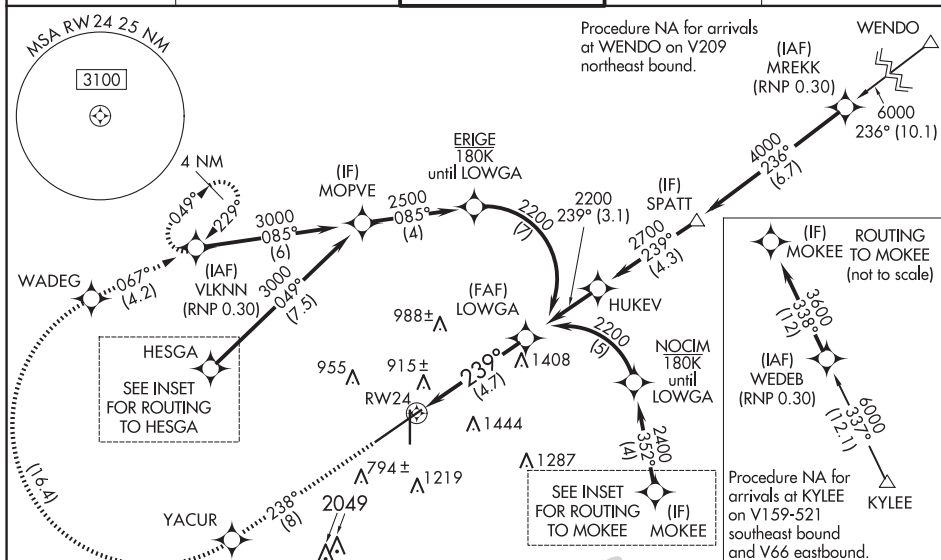 MSA RW24 25 NM
3100
Procedure NA for arrivals
at WENDO on V209
northeast bound.
WENDO
(IAF)
MREKK
(RNP 0.30)
6000
236° (10.1)
4000
236°
(6.7)
ERIGE
180K
until LOWGA
4 NM
049°
229°
(IF)
MOPVE
2500
085°
(4)
3000
085°
(6)
2200
(7)
2200
239° (3.1)
(IF)
SPATT
2700
239°
(4.3)
WADEG
067°
(4.2)
(IAF)
VLKNN
(RNP 0.30)
3000
049°
(7.5)
(FAF)
LOWGA
HUKEV
988±
2200
(5)
NOCIM
180K
until
LOWGA
HESGA
SEE INSET
FOR ROUTING
TO HESGA
955
915±
239°
(4.7)
1408
RW24
1444
2400
352°
(4)
(16.4)
794±
1219
1287
SEE INSET
FOR ROUTING
TO MOKEE
(IF)
MOKEE
YACUR
238°
(8)
2049
(IF)
MOKEE
ROUTING
TO MOKEE
(not to scale)
3600
338°
(12)
(IAF)
WEDEB
(RNP 0.30)
6000
337°
(12.1)
KYLEE
Procedure NA for
arrivals at KYLEE
on V159-521
southeast bound
and V66 eastbound.